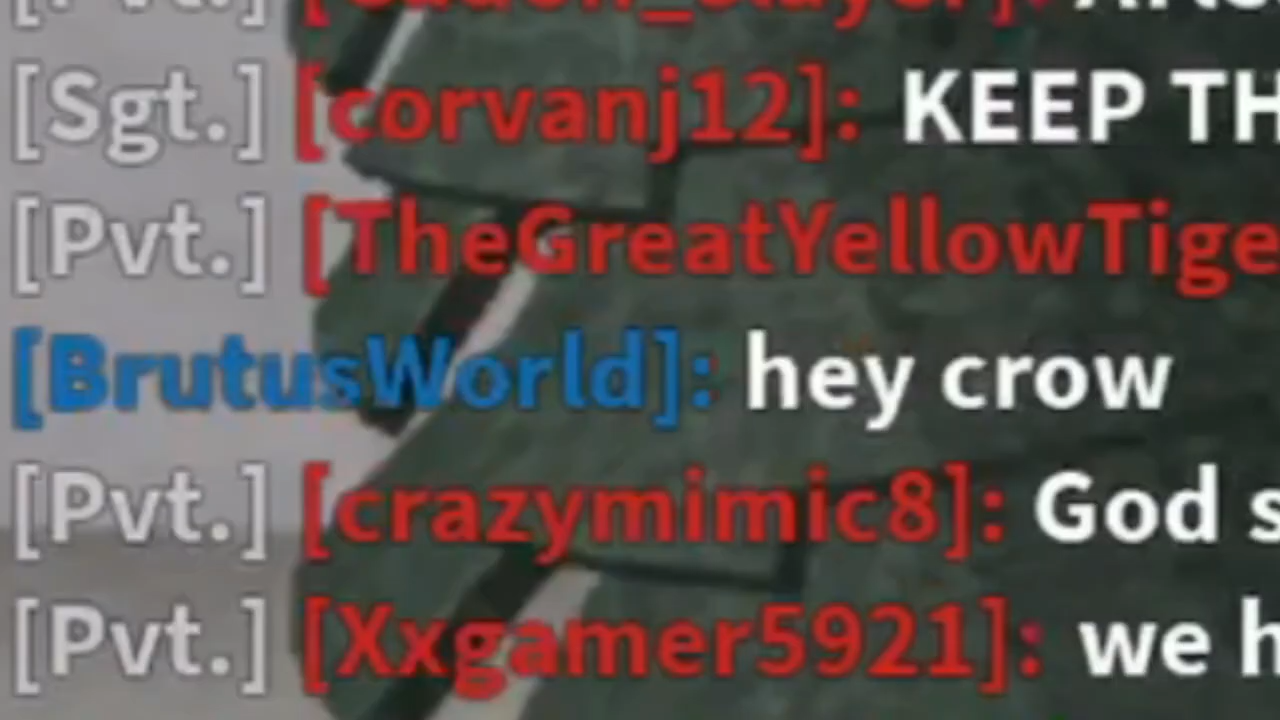 [Sgt.] [corvanj12]: KEEP TH
[Pvt.] [TheGreatYellowTige
[BrutusWorld]: hey crow
[Pvt.] [crazymimic8]: God s
[Pvt.] [Xxgamer5921]: we h